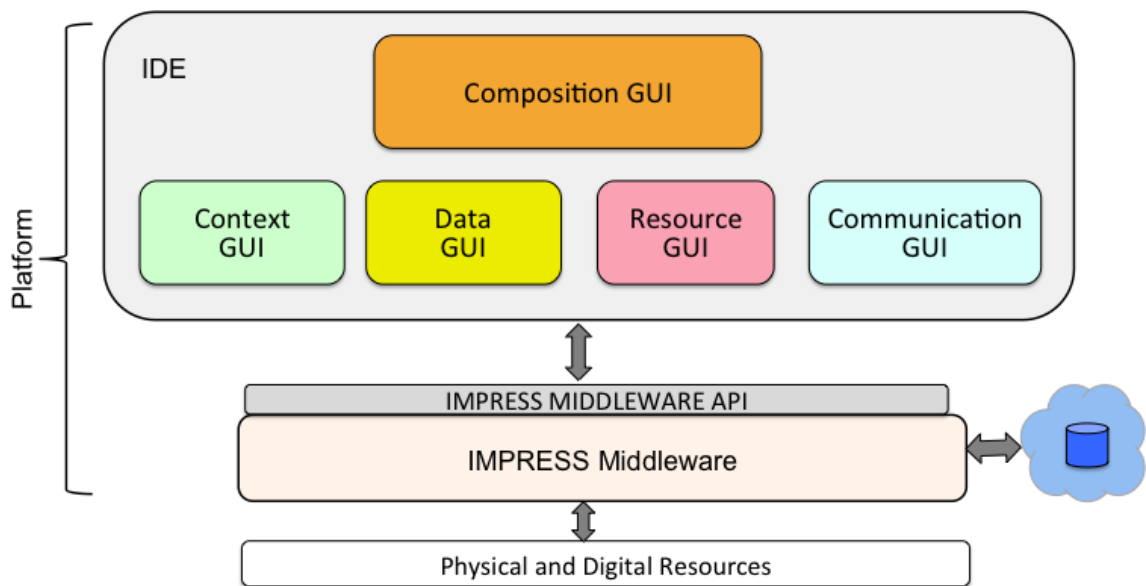 IDE
Composition GUI
Context
GUI
Data
GUI
Resource
GUI
Communication
GUI
Platform
IMPRESS MIDDLEWARE API
IMPRESS Middleware
Physical and Digital Resources